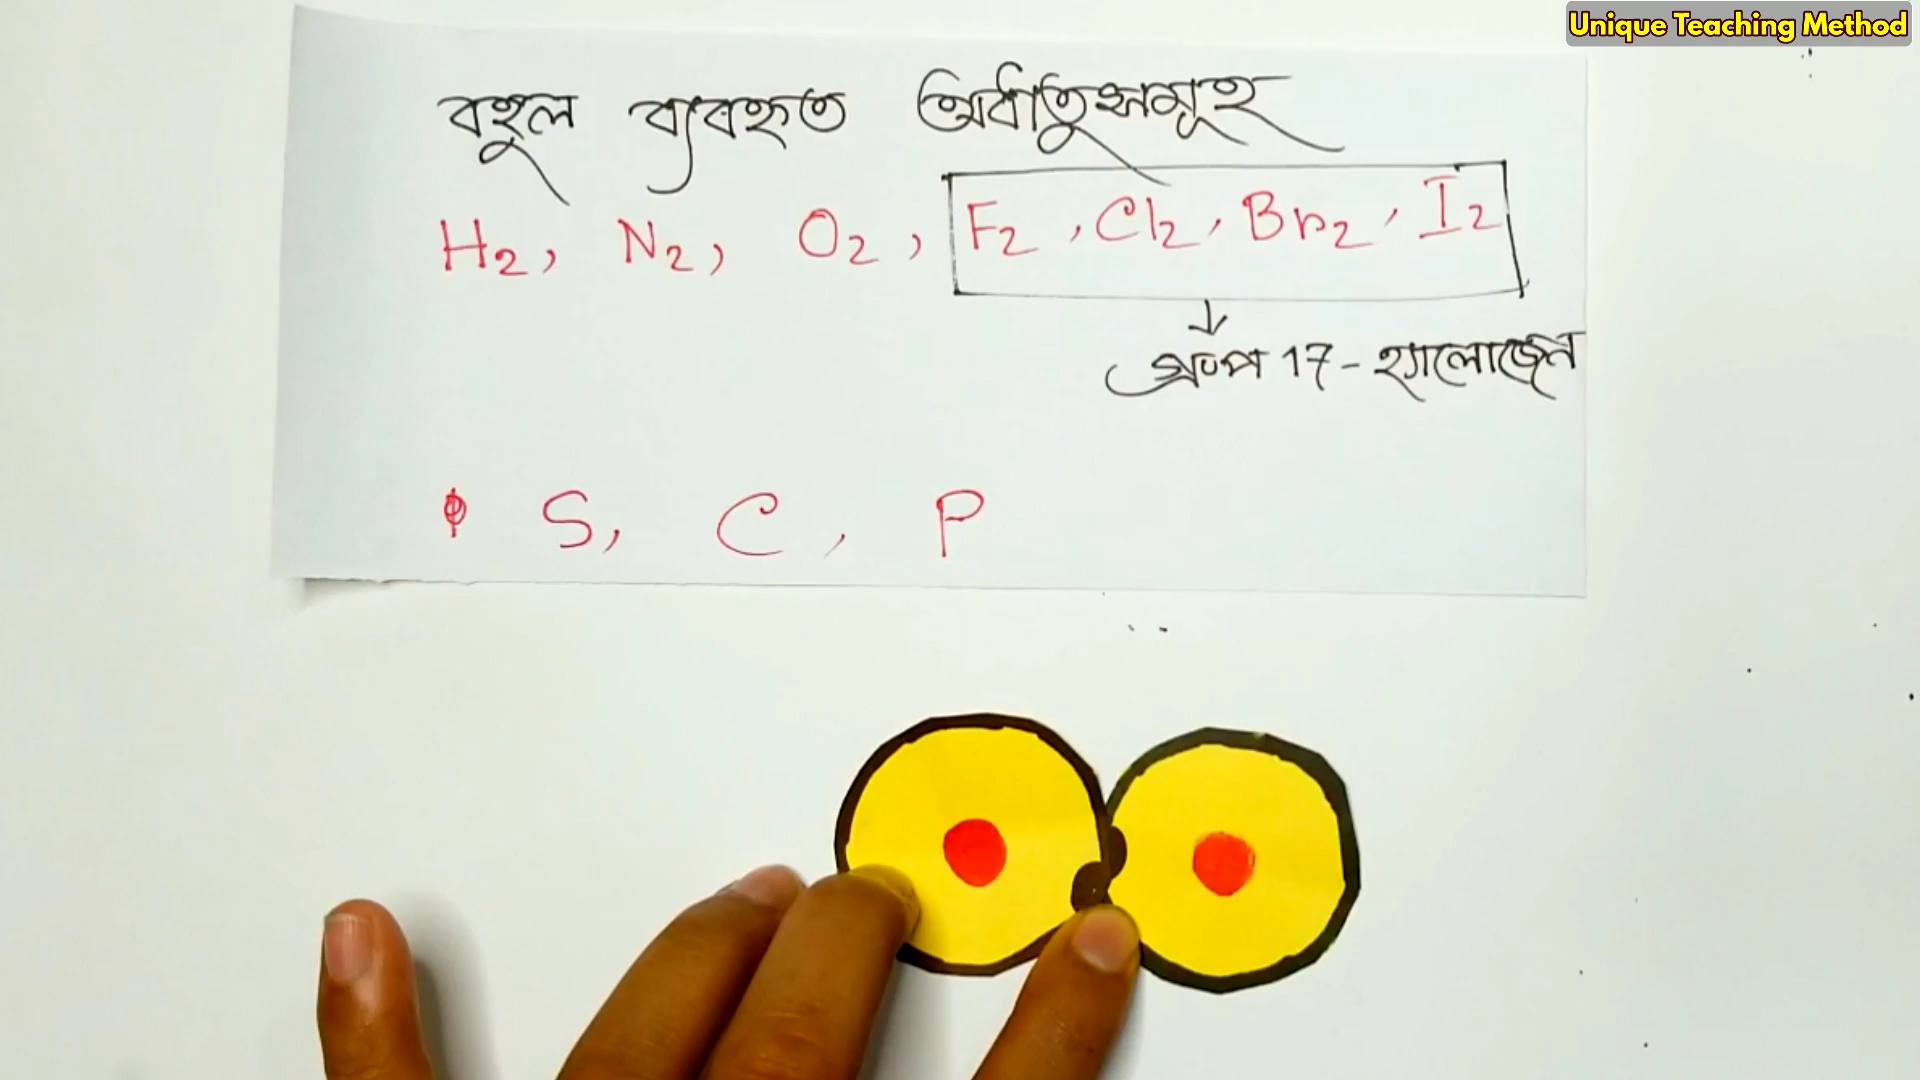 Unique Teaching Method
বহুল ব্যবহৃত অধাতুসমূহ
H2, N2, O2, F2, Cl2, Br2, I2
↓
গ্রুপ 17 - হ্যালোজেন
S, C, P